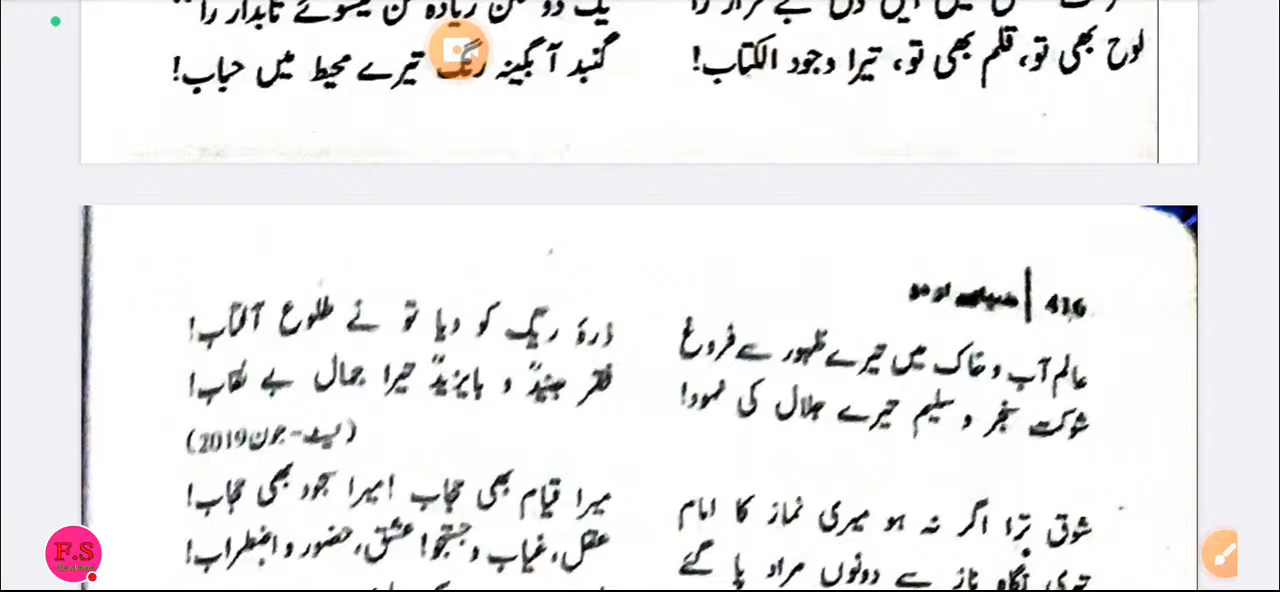 لوح بھی تو، قلم بھی تو، تیرا وجود الکتاب! گنبد آبگینہ رنگ تیرے محیط میں حباب!
416
عالم آب و خاک میں تیرے ظہور سے فروغ ذرۂ ریگ کو دیا تو نے طلوع آفتاب!
شوکت سنجر و سلیم تیرے جلال کی نمود! فقر جنیدؒ و بایزیدؒ تیرا جمال بے نقاب!
(نیٹ-جون 2019)
شوق ترا اگر نہ ہو میری نماز کا امام میرا قیام بھی حجاب! میرا سجود بھی حجاب!
تیری نگاہ ناز سے دونوں مراد پا گئے عقل، غیاب و جستجو! عشق، حضور و اضطراب!
F.S